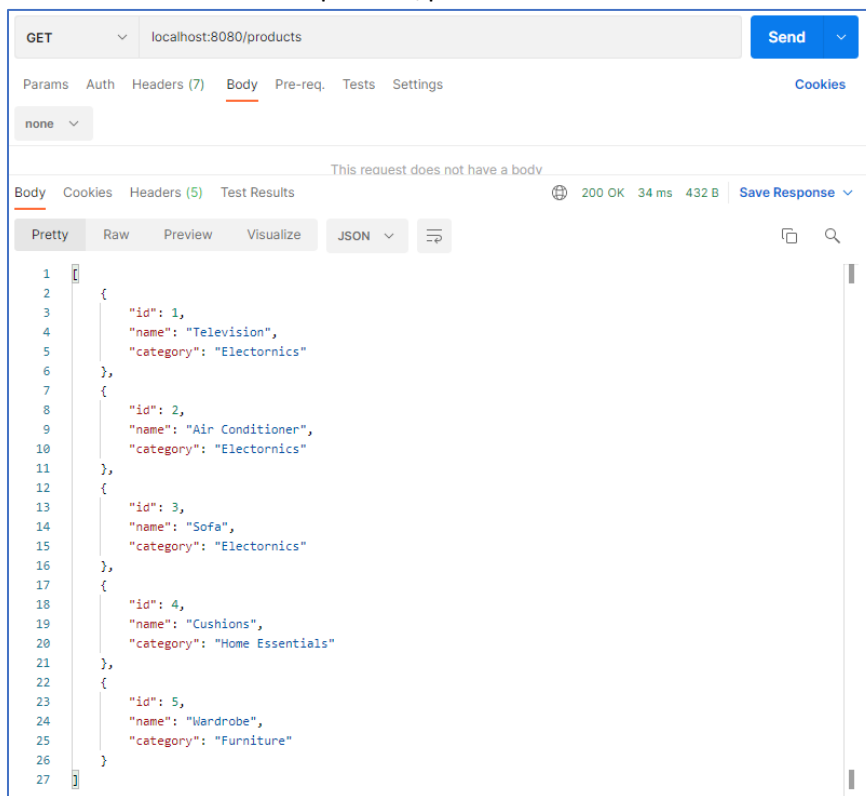 GET localhost:8080/products Send
Params Auth Headers (7) Body Pre-req. Tests Settings Cookies
none
This request does not have a body
Body Cookies Headers (5) Test Results 200 OK 34 ms 432 B Save Response
Pretty Raw Preview Visualize JSON
1 [
2 {
3 "id": 1,
4 "name": "Television",
5 "category": "Electornics"
6 },
7 {
8 "id": 2,
9 "name": "Air Conditioner",
10 "category": "Electornics"
11 },
12 {
13 "id": 3,
14 "name": "Sofa",
15 "category": "Electornics"
16 },
17 {
18 "id": 4,
19 "name": "Cushions",
20 "category": "Home Essentials"
21 },
22 {
23 "id": 5,
24 "name": "Wardrobe",
25 "category": "Furniture"
26 }
27 ]